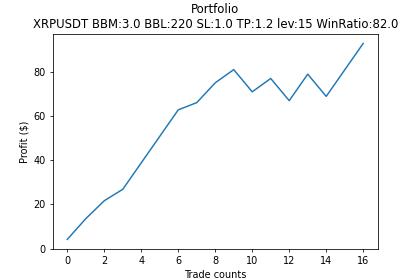 Portfolio
XRPUSDT BBM:3.0 BBL:220 SL:1.0 TP:1.2 lev:15 WinRatio:82.0
80
60
40
20
0
Profit ($)
0 2 4 6 8 10 12 14 16
Trade counts